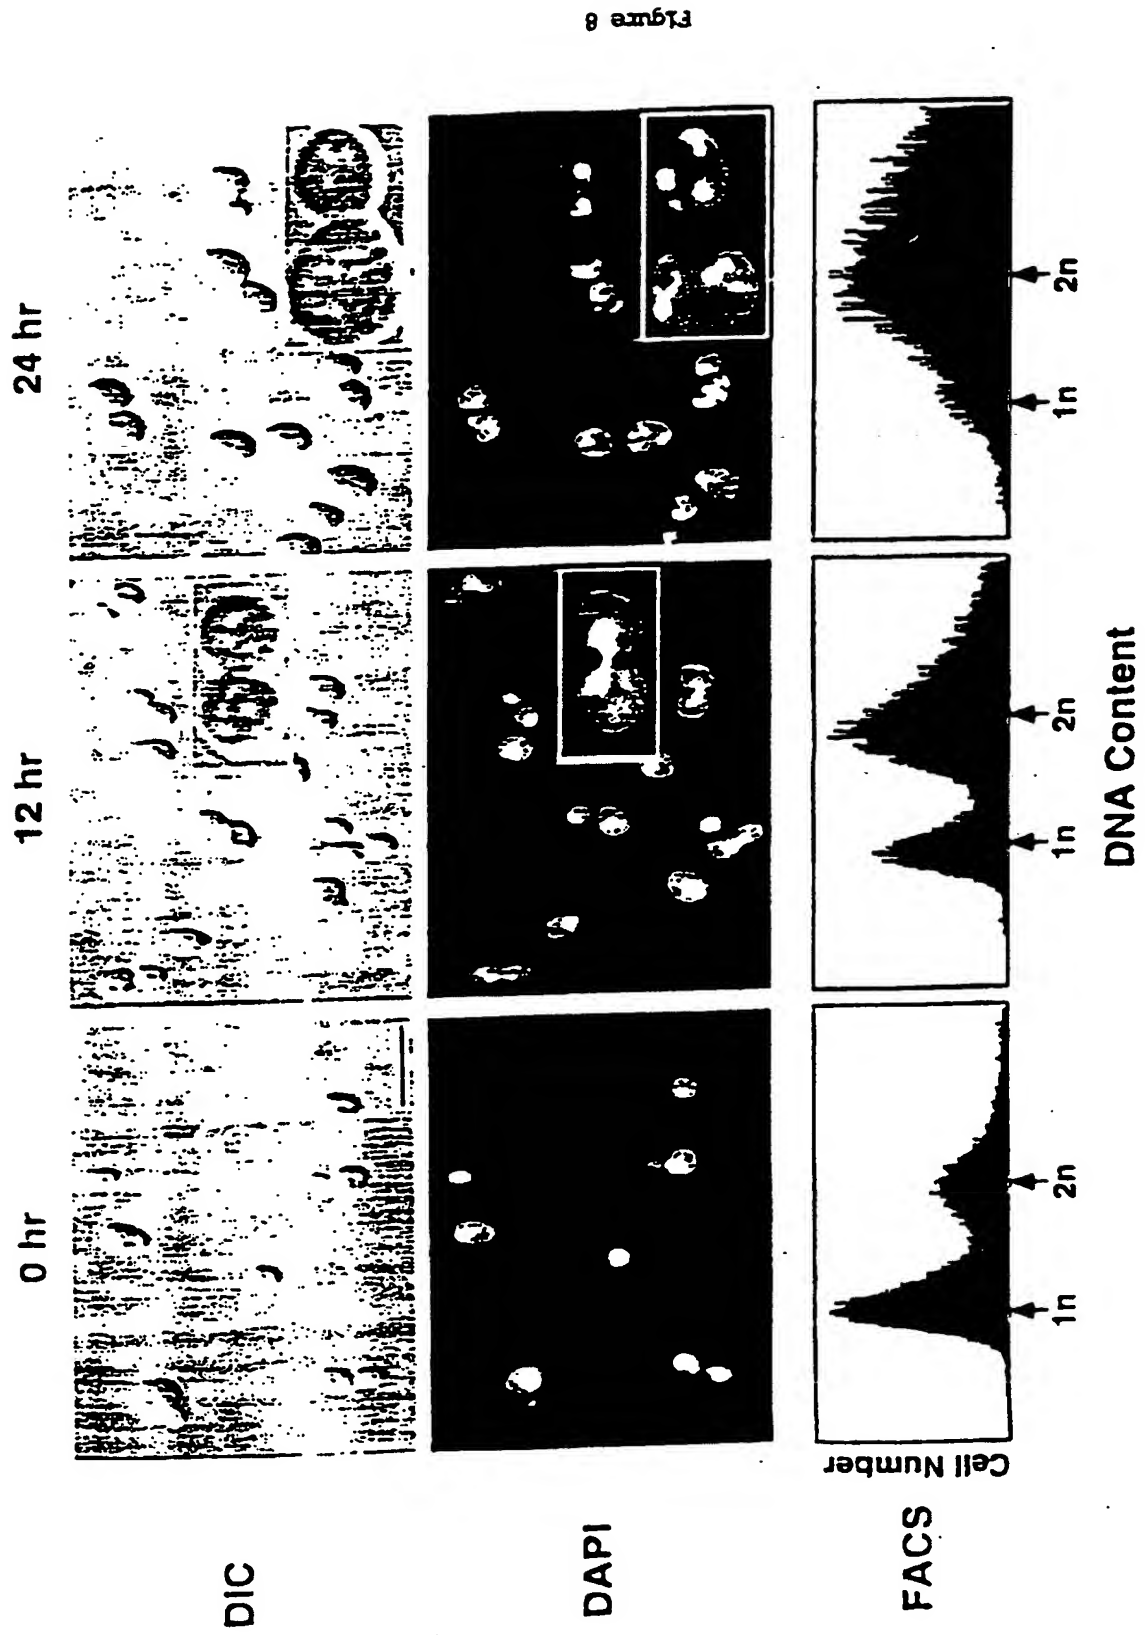 Figure 8
0 hr 12 hr 24 hr
DIC
DAPI
FACS
Cell Number
1n 2n 1n 2n 1n 2n
DNA Content